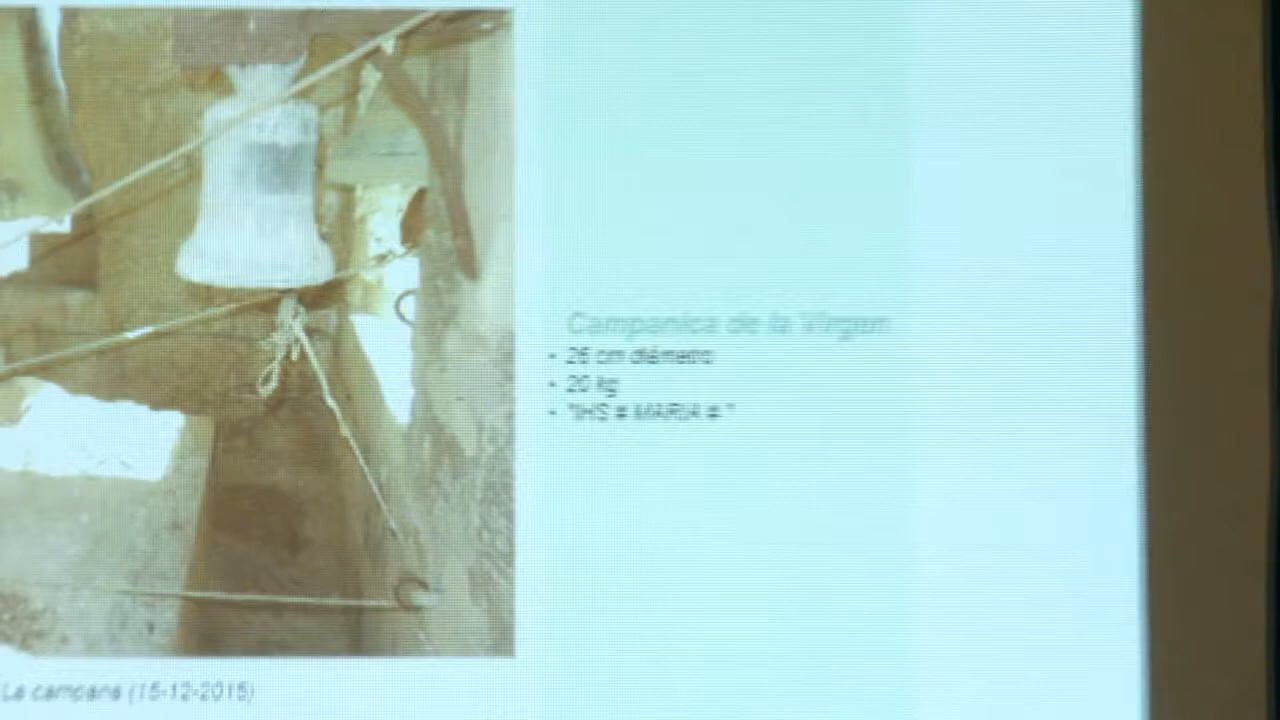 Campanica de la Virgen
• 26 cm diámetro
• 20 kg
• "IHS # MARIA #"
La campana (15-12-2015)